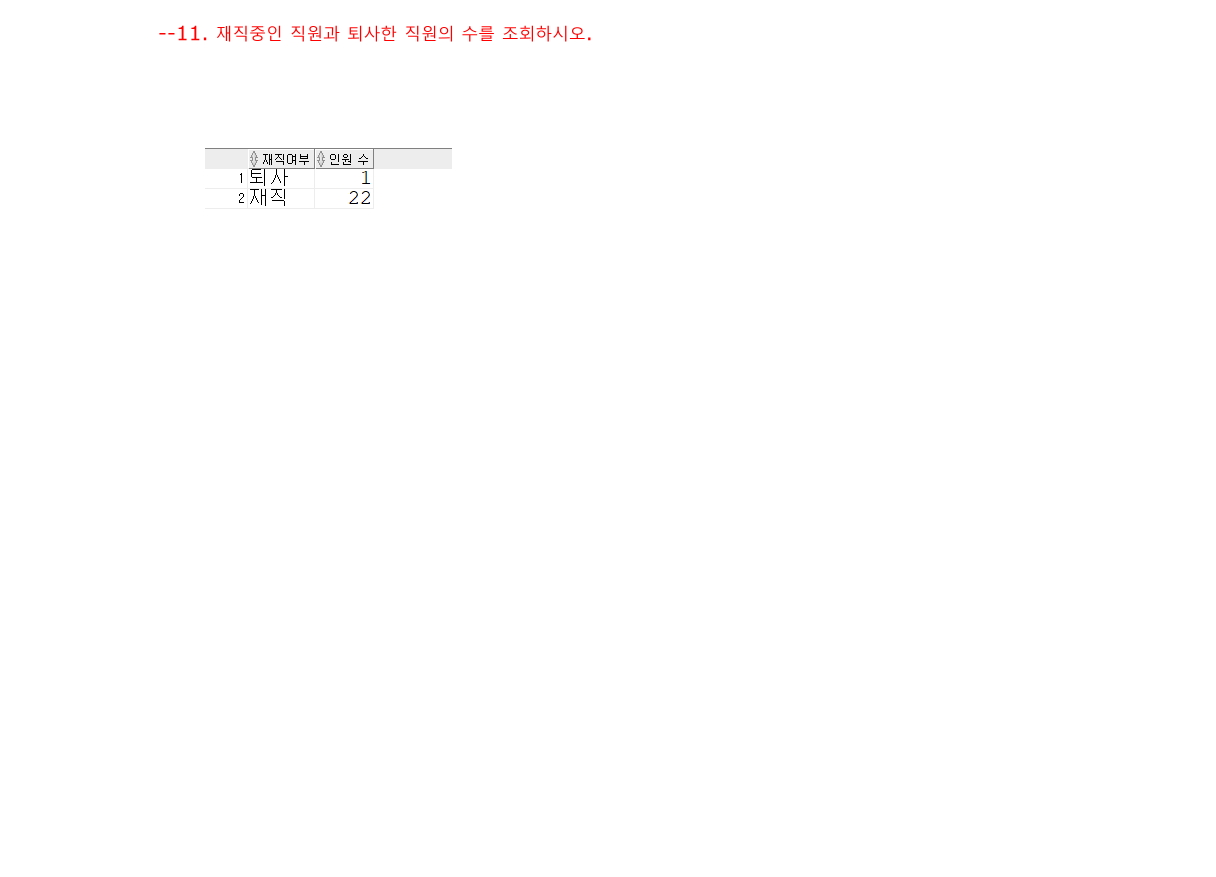 --11. 재직중인 직원과 퇴사한 직원의 수를 조회하시오.
재직여부 인원 수
1 퇴사 1
2 재직 22